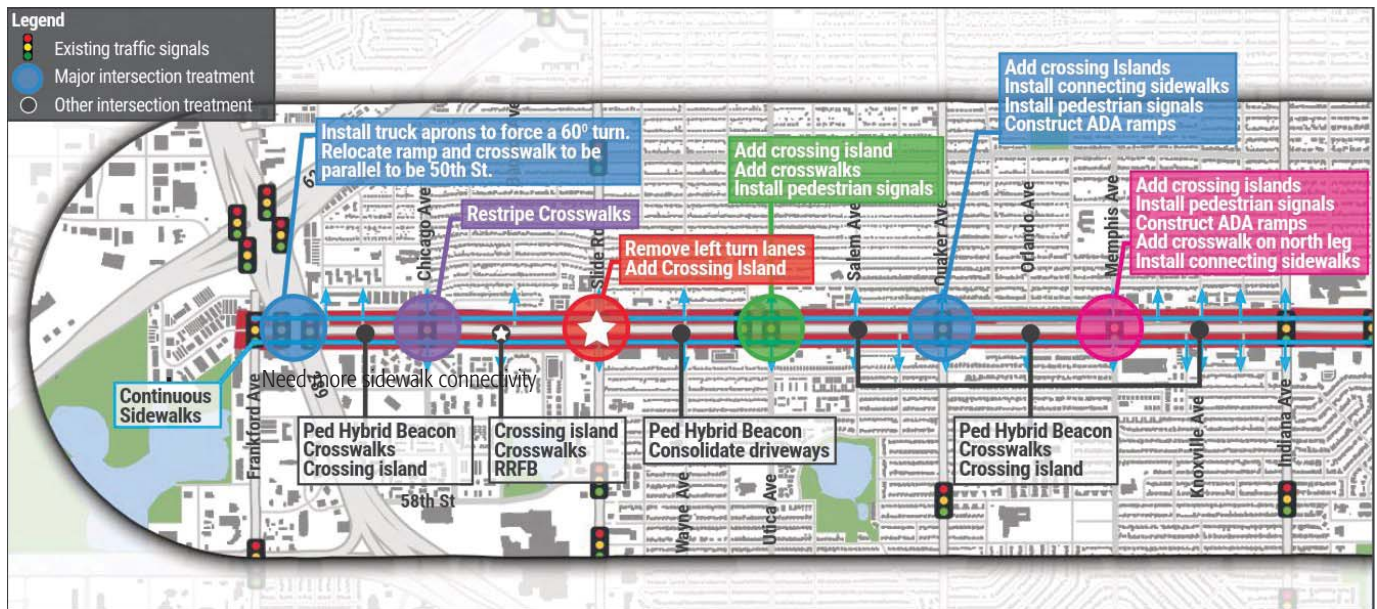 Legend
Existing traffic signals
Major intersection treatment
Other intersection treatment
Install truck aprons to force a 60⁰ turn.
Relocate ramp and crosswalk to be
parallel to be 50th St.
Restripe Crosswalks
Remove left turn lanes
Add Crossing Island
Add crossing island
Add crosswalks
Install pedestrian signals
Add crossing Islands
Install connecting sidewalks
Install pedestrian signals
Construct ADA ramps
Add crossing islands
Install pedestrian signals
Construct ADA ramps
Add crosswalk on north leg
Install connecting sidewalks
Chicago Ave
Slide Ro
Salem Ave
Quaker Ave
Orlando Ave
Memphis Ave
Need more sidewalk connectivity
Continuous
Sidewalks
Frankford Ave
289
Ped Hybrid Beacon
Crosswalks
Crossing island
Crossing island
Crosswalks
RRFB
Ped Hybrid Beacon
Consolidate driveways
Ped Hybrid Beacon
Crosswalks
Crossing island
58th St
Wayne Ave
Utica Ave
Knoxville Ave
Indiana Ave